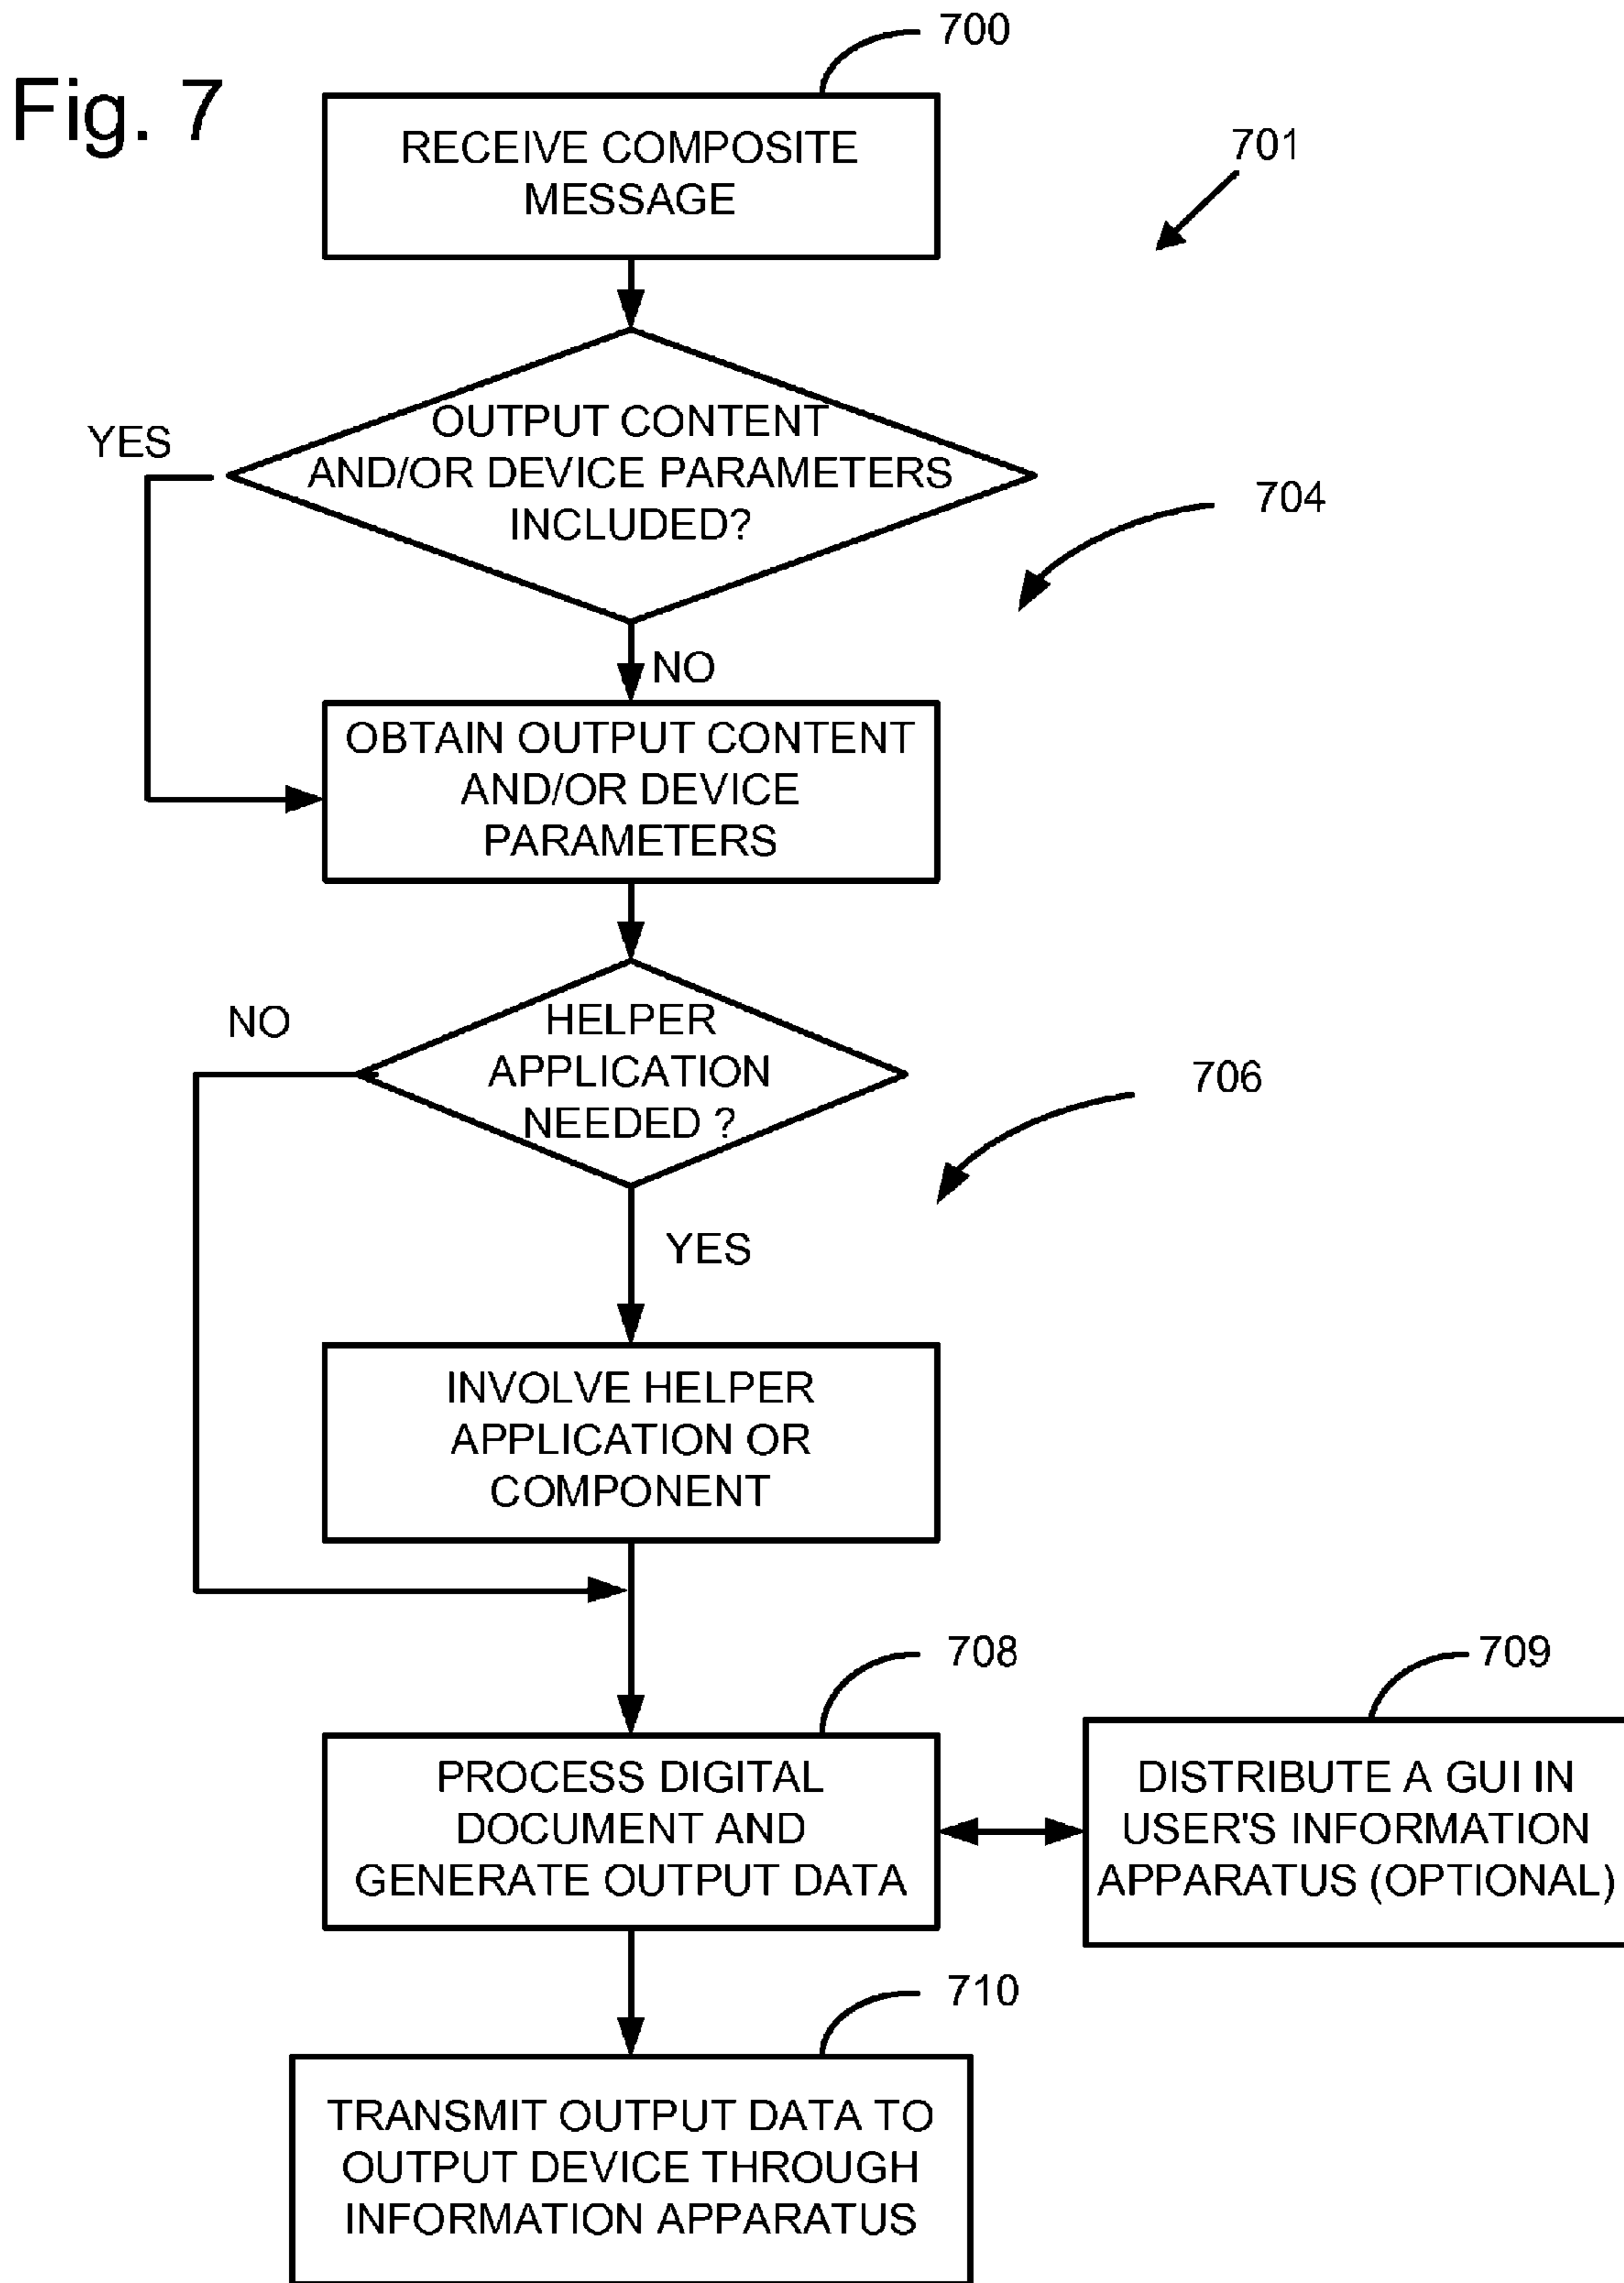 Fig. 7
700
RECEIVE COMPOSITE
MESSAGE
701
OUTPUT CONTENT
AND/OR DEVICE PARAMETERS
INCLUDED?
YES
704
NO
OBTAIN OUTPUT CONTENT
AND/OR DEVICE
PARAMETERS
NO
HELPER
APPLICATION
NEEDED ?
706
YES
INVOLVE HELPER
APPLICATION OR
COMPONENT
708
709
PROCESS DIGITAL
DOCUMENT AND
GENERATE OUTPUT DATA
DISTRIBUTE A GUI IN
USER'S INFORMATION
APPARATUS (OPTIONAL)
710
TRANSMIT OUTPUT DATA TO
OUTPUT DEVICE THROUGH
INFORMATION APPARATUS